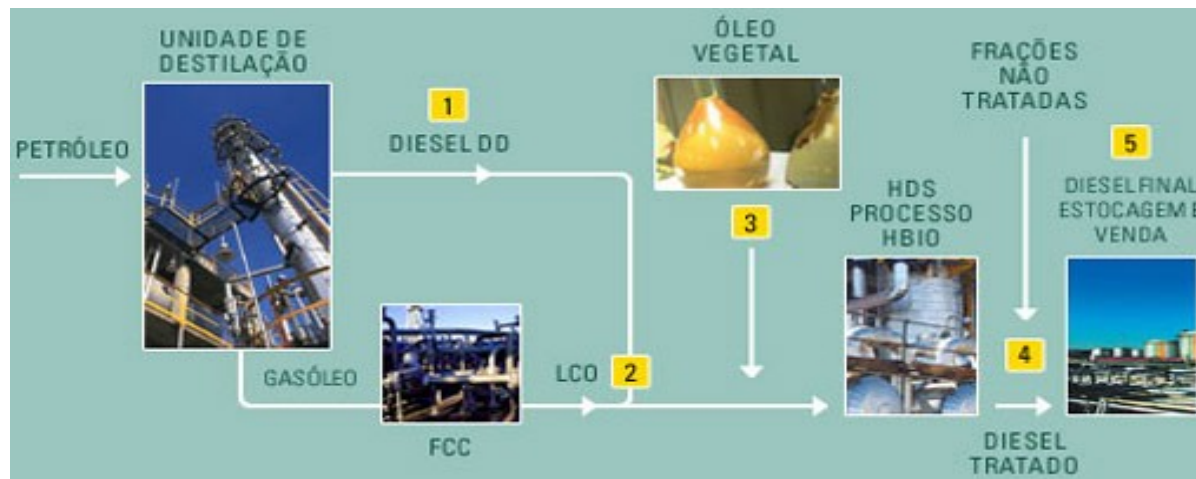 UNIDADE DE
DESTILAÇÃO
PETRÓLEO
1
DIESEL DD
GASÓLEO
FCC
LCO
2
ÓLEO
VEGETAL
3
HDS
PROCESSO
HBIO
FRAÇÕES
NÃO
TRATADAS
4
DIESEL
TRATADO
5
DIESEL FINAL
ESTOCAGEM E
VENDA